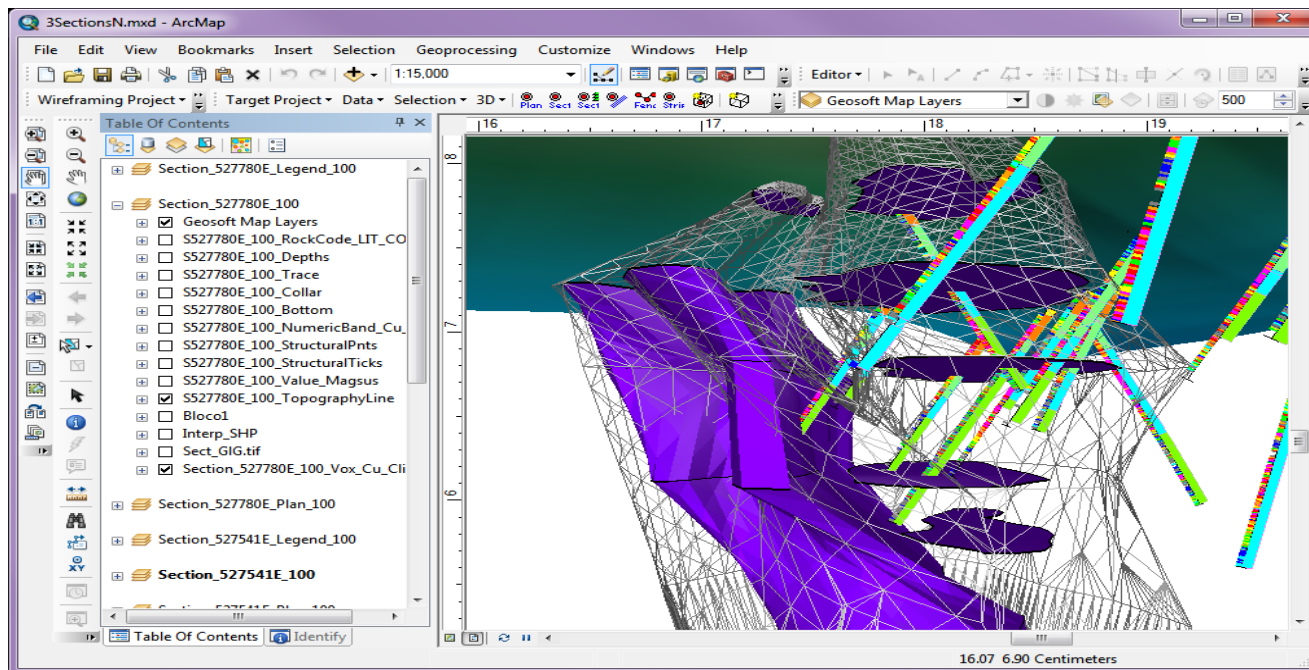 3SectionsN.mxd - ArcMap
File Edit View Bookmarks Insert Selection Geoprocessing Customize Windows Help
1:15,000 Editor
Wireframing Project Target Project Data Selection 3D Plan Sect Sect Fenc Strip Geosoft Map Layers 500
Table Of Contents
16 17 18 19
8
7
6
Section_527780E_Legend_100
Section_527780E_100
Geosoft Map Layers
S527780E_100_RockCode_LIT_CO
S527780E_100_Depths
S527780E_100_Trace
S527780E_100_Collar
S527780E_100_Bottom
S527780E_100_NumericBand_Cu_
S527780E_100_StructuralPnts
S527780E_100_StructuralTicks
S527780E_100_Value_Magsus
S527780E_100_TopographyLine
Bloco1
Interp_SHP
Sect_GIG.tif
Section_527780E_100_Vox_Cu_Cli
Section_527780E_Plan_100
Section_527541E_Legend_100
Section_527541E_100
Table Of Contents Identify
16.07 6.90 Centimeters